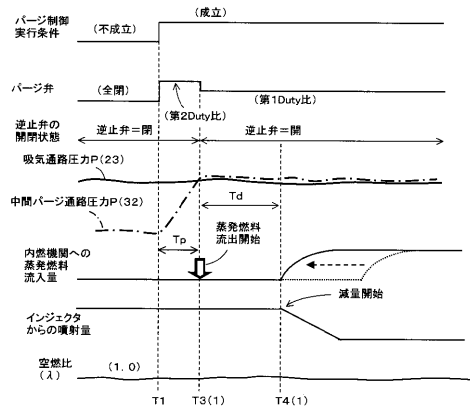 パージ制御
実行条件
(不成立)
(成立)
パージ弁
(全閉)
(第2Duty比)
(第1Duty比)
逆止弁の
開閉状態
逆止弁=閉
逆止弁=開
吸気通路圧力P(23)
中間パージ通路圧力P(32)
Td
Tp
蒸発燃料
流出開始
内燃機関への
蒸発燃料
流入量
減量開始
インジェクタ
からの噴射量
空燃比
(λ)
(1.0)
T1
T3(1)
T4(1)